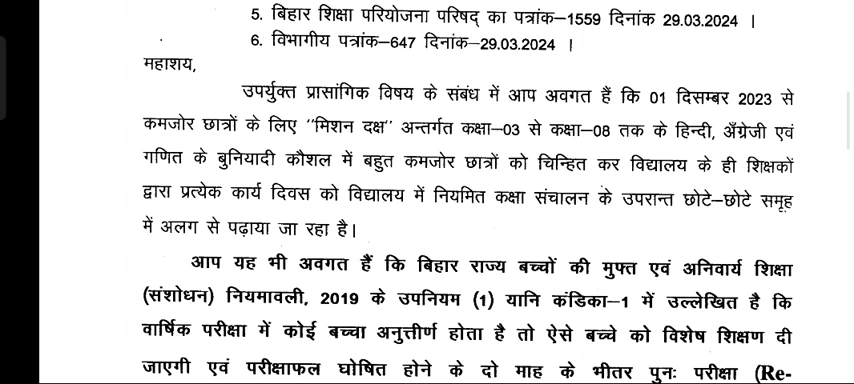 5. बिहार शिक्षा परियोजना परिषद् का पत्रांक–1559 दिनांक 29.03.2024 ।
6. विभागीय पत्रांक–647 दिनांक–29.03.2024 ।
महाशय,
उपर्युक्त प्रासांगिक विषय के संबंध में आप अवगत हैं कि 01 दिसम्बर 2023 से
कमजोर छात्रों के लिए "मिशन दक्ष" अन्तर्गत कक्षा–03 से कक्षा–08 तक के हिन्दी, अँग्रेजी एवं
गणित के बुनियादी कौशल में बहुत कमजोर छात्रों को चिन्हित कर विद्यालय के ही शिक्षकों
द्वारा प्रत्येक कार्य दिवस को विद्यालय में नियमित कक्षा संचालन के उपरान्त छोटे–छोटे समूह
में अलग से पढ़ाया जा रहा है।
आप यह भी अवगत हैं कि बिहार राज्य बच्चों की मुफ्त एवं अनिवार्य शिक्षा
(संशोधन) नियमावली, 2019 के उपनियम (1) यानि कंडिका–1 में उल्लेखित है कि
वार्षिक परीक्षा में कोई बच्चा अनुत्तीर्ण होता है तो ऐसे बच्चे को विशेष शिक्षण दी
जाएगी एवं परीक्षाफल घोषित होने के दो माह के भीतर पुनः परीक्षा (Re-